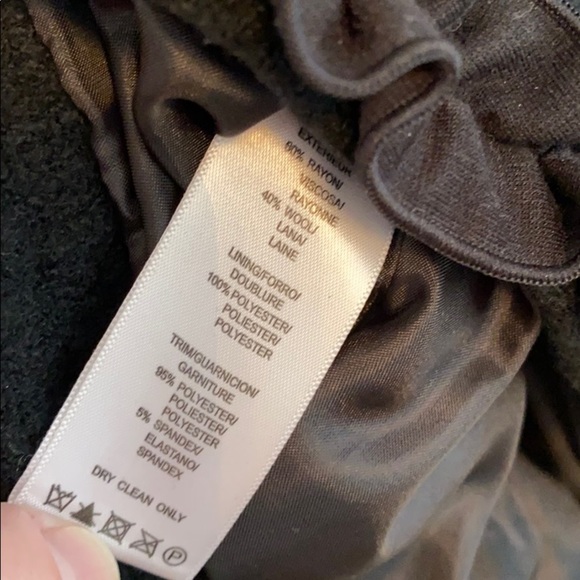 EXTERIEUR
60% RAYON/
VISCOSA/
RAYONNE
40% WOOL/
LANA/
LAINE
LINING/FORRO/
DOUBLURE
100% POLYESTER/
POLIESTER/
POLYESTER
TRIM/GUARNICION/
GARNITURE
95% POLYESTER/
POLIESTER/
POLYESTER
5% SPANDEX/
ELASTANO/
SPANDEX
DRY CLEAN ONLY
P